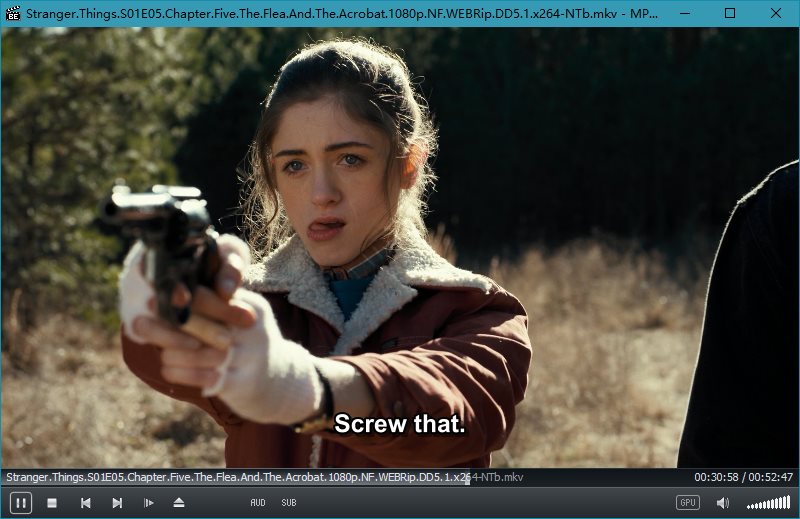 BE
Stranger.Things.S01E05.Chapter.Five.The.Flea.And.The.Acrobat.1080p.NF.WEBRip.DD5.1.x264-NTb.mkv - MP...
Screw that.
Stranger.Things.S01E05.Chapter.Five.The.Flea.And.The.Acrobat.1080p.NF.WEBRip.DD5.1.x264-NTb.mkv
00:30:58 / 00:52:47
AUD SUB
GPU